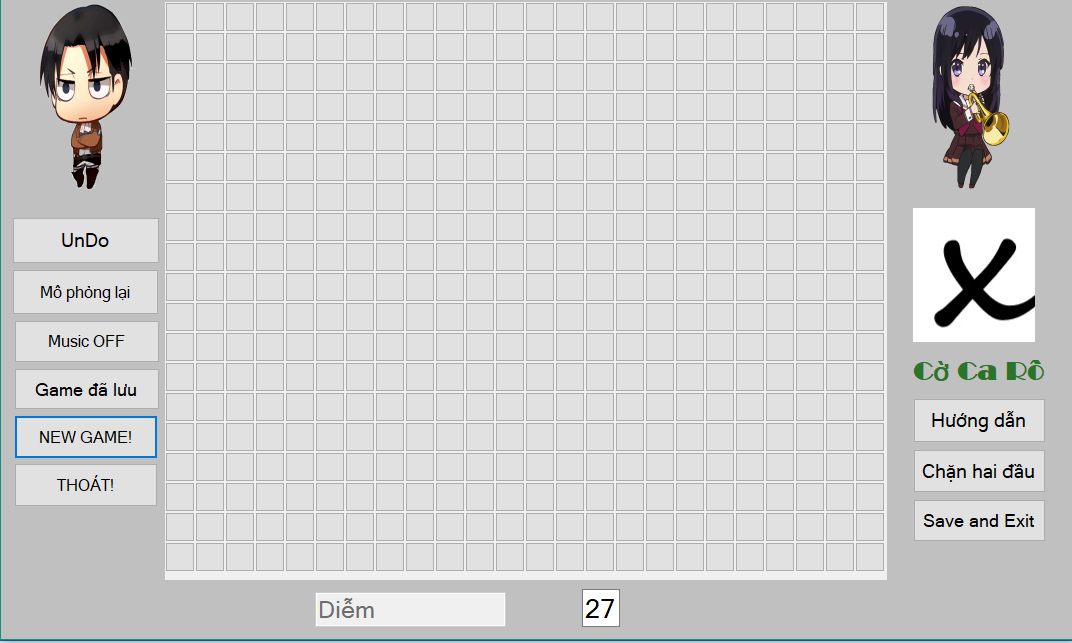 UnDo
Mô phỏng lại
Music OFF
Game đã lưu
NEW GAME!
THOÁT!
Cờ Ca Rô
Hướng dẫn
Chặn hai đầu
Save and Exit
Diễm
27